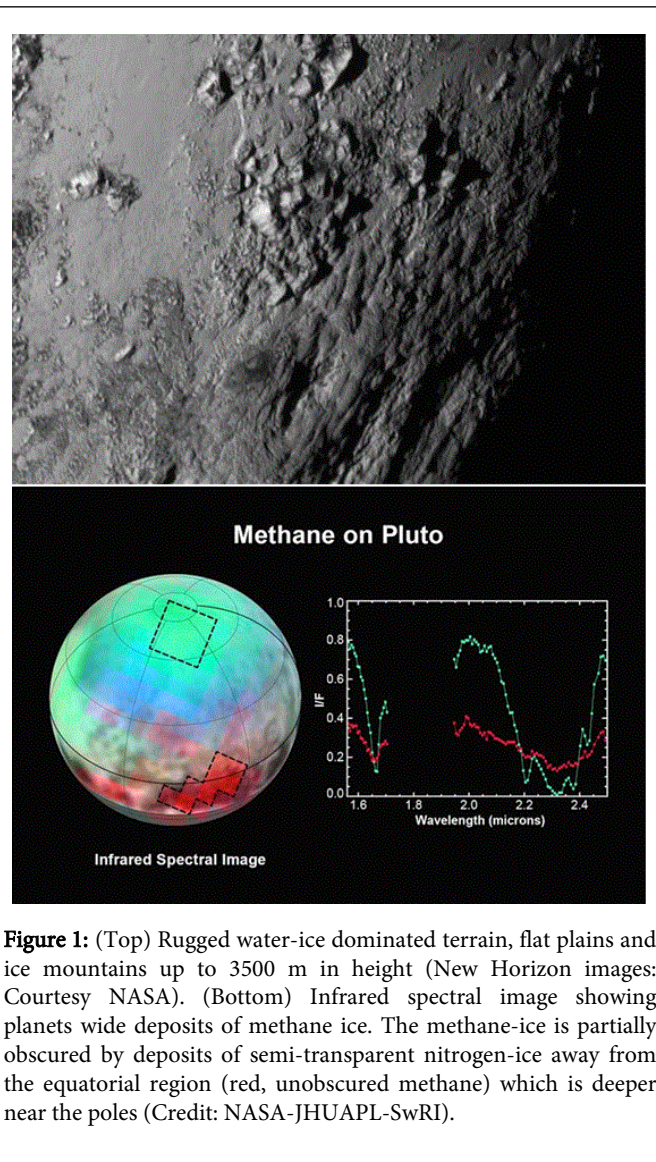 Methane on Pluto
Infrared Spectral Image
I/F
1.0
0.8
0.6
0.4
0.2
0.0
1.6 1.8 2.0 2.2 2.4
Wavelength (microns)
Figure 1: (Top) Rugged water-ice dominated terrain, flat plains and
ice mountains up to 3500 m in height (New Horizon images:
Courtesy NASA). (Bottom) Infrared spectral image showing
planets wide deposits of methane ice. The methane-ice is partially
obscured by deposits of semi-transparent nitrogen-ice away from
the equatorial region (red, unobscured methane) which is deeper
near the poles (Credit: NASA-JHUAPL-SwRI).